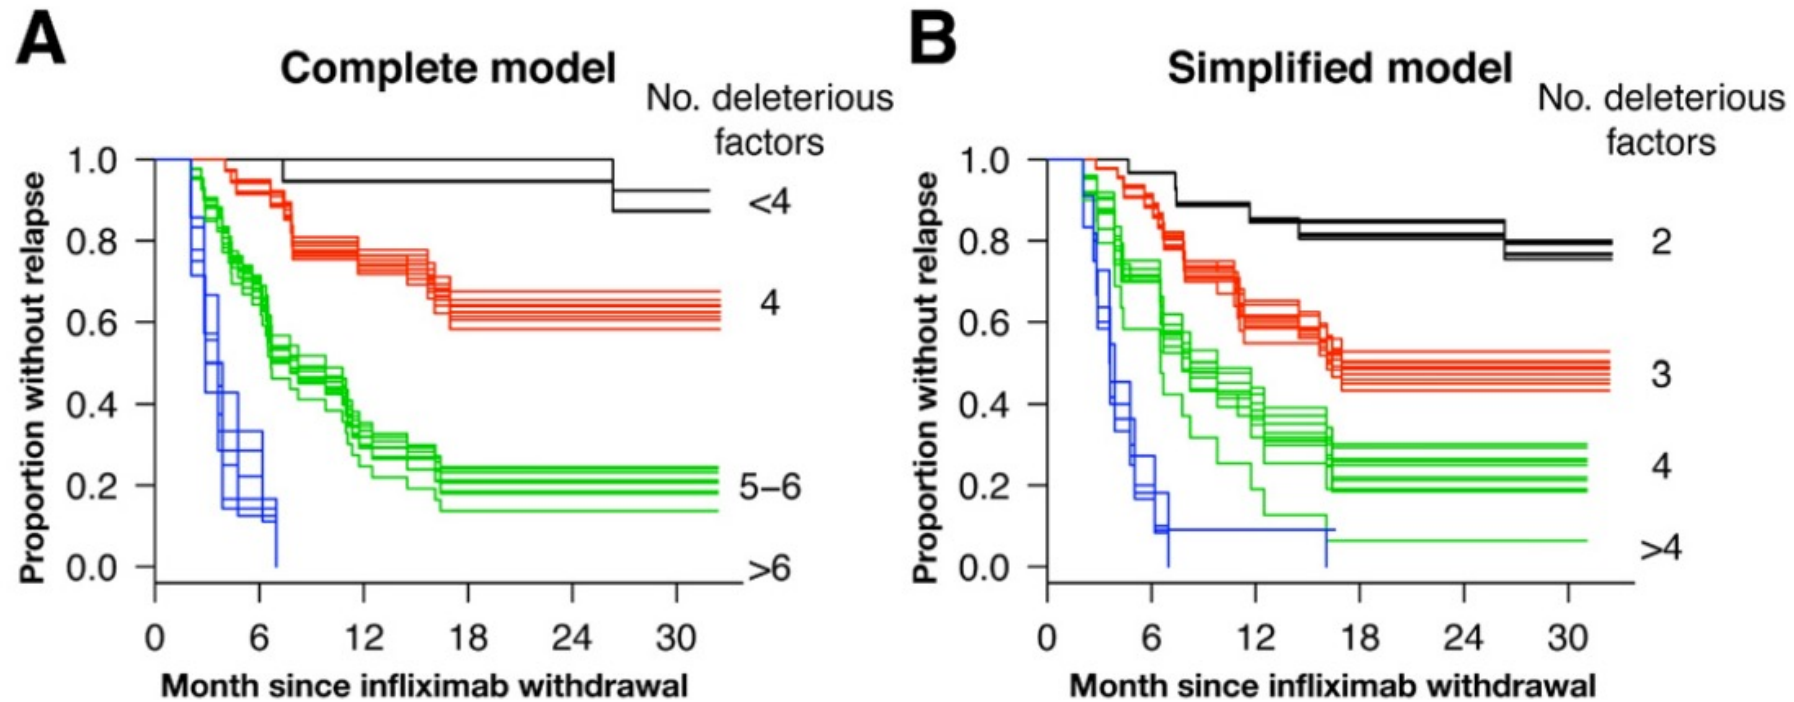 A
Complete model
No. deleterious
factors
Proportion without relapse
1.0
0.8
0.6
0.4
0.2
0.0
<4
4
5–6
>6
0 6 12 18 24 30
Month since infliximab withdrawal
B
Simplified model
No. deleterious
factors
Proportion without relapse
1.0
0.8
0.6
0.4
0.2
0.0
2
3
4
>4
0 6 12 18 24 30
Month since infliximab withdrawal